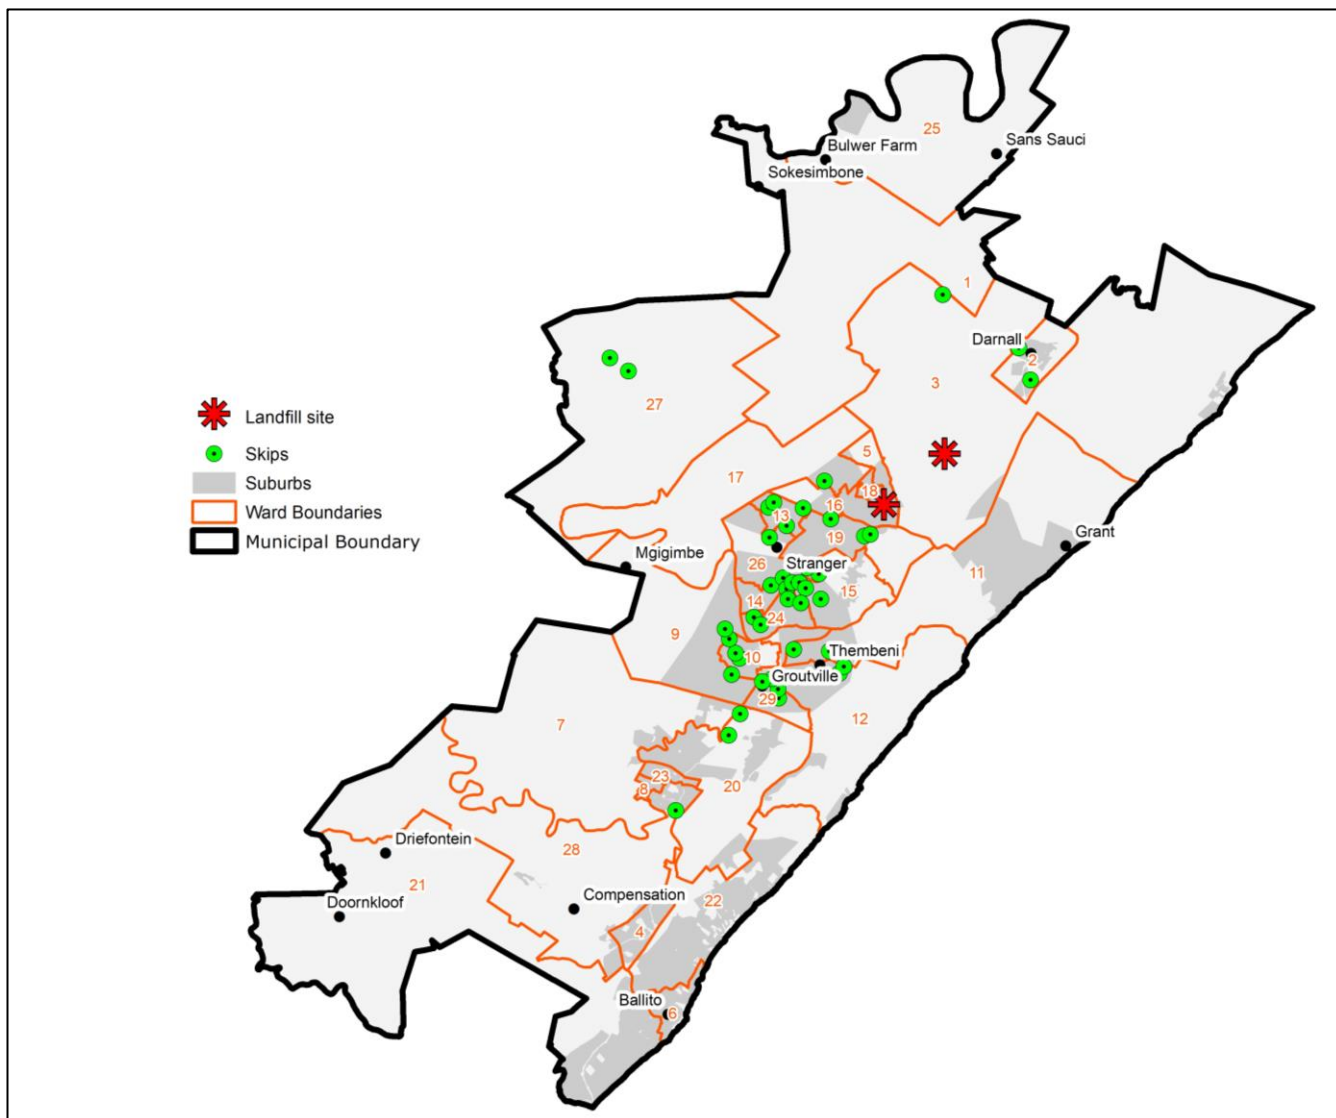 25
Bulwer Farm
Sans Sauci
Sokesimbone
1
Darnall
2
3
27
Landfill site
Skips
Suburbs
Ward Boundaries
Municipal Boundary
5
17
18
16
13
19
Grant
Mgigimbe
Stranger
26
11
15
14
24
9
10
Thembeni
Groutville
29
12
7
23
8
20
Driefontein
28
21
Compensation
Doornkloof
22
4
Ballito
6